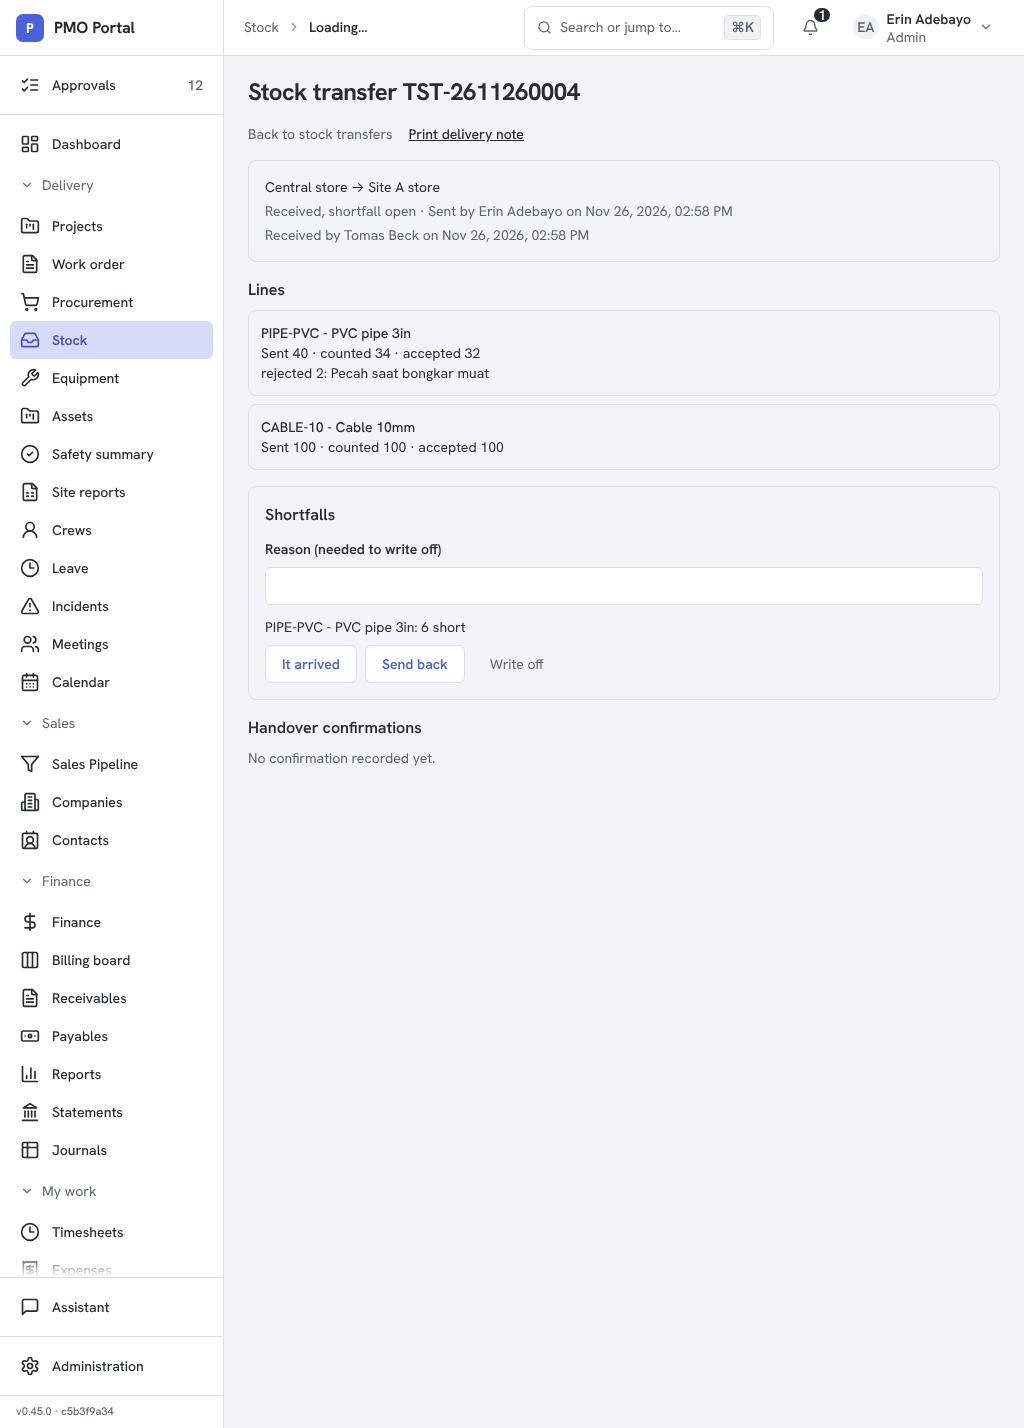 P PMO Portal
Stock > Loading...
Search or jump to... ⌘K
1
EA
Erin Adebayo
Admin
Approvals 12
Dashboard
Delivery
Projects
Work order
Procurement
Stock
Equipment
Assets
Safety summary
Site reports
Crews
Leave
Incidents
Meetings
Calendar
Sales
Sales Pipeline
Companies
Contacts
Finance
Finance
Billing board
Receivables
Payables
Reports
Statements
Journals
My work
Timesheets
Expenses
Assistant
Administration
v0.45.0 · c5b3f9a34
Stock transfer TST-2611260004
Back to stock transfers Print delivery note
Central store → Site A store
Received, shortfall open · Sent by Erin Adebayo on Nov 26, 2026, 02:58 PM
Received by Tomas Beck on Nov 26, 2026, 02:58 PM
Lines
PIPE-PVC - PVC pipe 3in
Sent 40 · counted 34 · accepted 32
rejected 2: Pecah saat bongkar muat
CABLE-10 - Cable 10mm
Sent 100 · counted 100 · accepted 100
Shortfalls
Reason (needed to write off)
PIPE-PVC - PVC pipe 3in: 6 short
It arrived Send back Write off
Handover confirmations
No confirmation recorded yet.